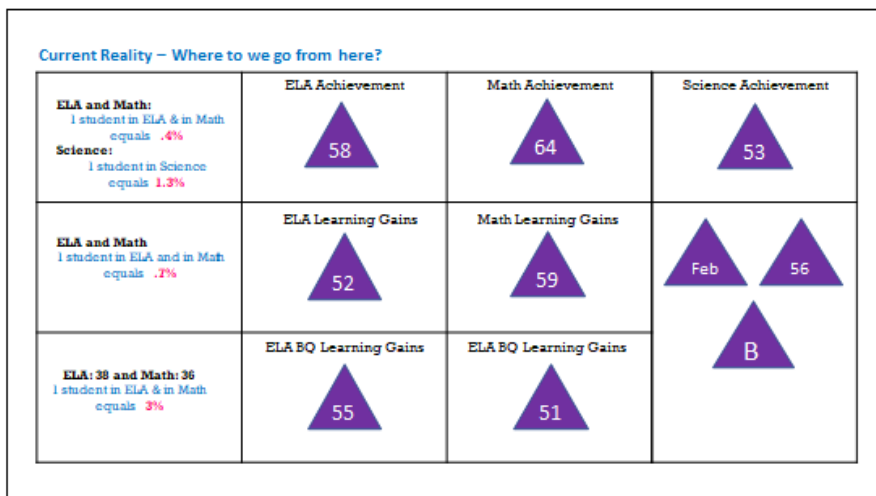 Current Reality – Where to we go from here?
ELA and Math:
1 student in ELA & in Math
equals .4%
Science:
1 student in Science
equals 1.3%
ELA Achievement
58
Math Achievement
64
Science Achievement
53
ELA and Math
1 student in ELA and in Math
equals .7%
ELA Learning Gains
52
Math Learning Gains
59
Feb
56
B
ELA: 38 and Math: 36
1 student in ELA & in Math
equals 3%
ELA BQ Learning Gains
55
ELA BQ Learning Gains
51